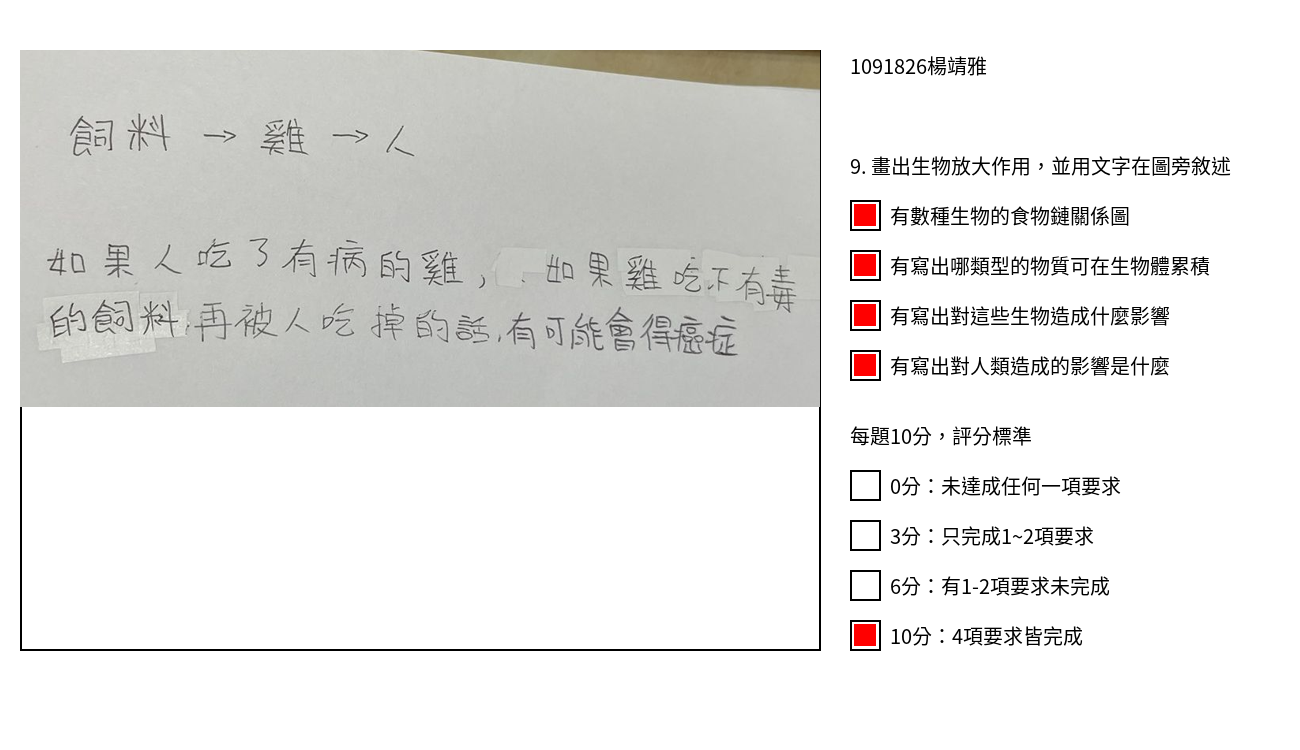 飼料 → 雞 → 人
如果人吃了有病的雞, 如果雞吃不有毒
的飼料,再被人吃掉的話,有可能會得癌症
1091826楊靖雅
9. 畫出生物放大作用，並用文字在圖旁敘述
有數種生物的食物鏈關係圖
有寫出哪類型的物質可在生物體累積
有寫出對這些生物造成什麼影響
有寫出對人類造成的影響是什麼
每題10分，評分標準
0分：未達成任何一項要求
3分：只完成1~2項要求
6分：有1-2項要求未完成
10分：4項要求皆完成